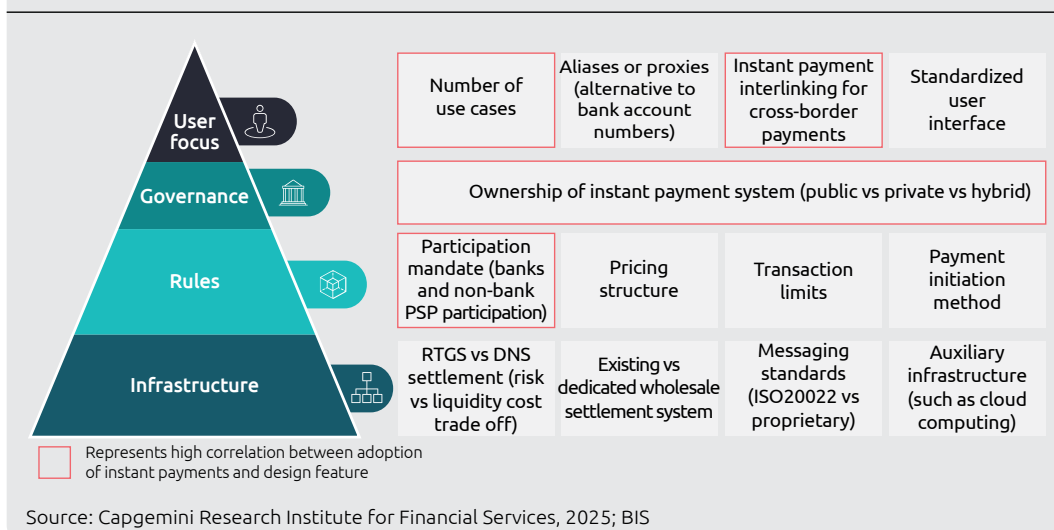 Number of
use cases
Aliases or proxies
(alternative to
bank account
numbers)
Instant payment
interlinking for
cross-border
payments
Standardized
user
interface
User
focus
Governance
Ownership of instant payment system (public vs private vs hybrid)
Rules
Participation
mandate (banks
and non-bank
PSP participation)
Pricing
structure
Transaction
limits
Payment
initiation
method
Infrastructure
RTGS vs DNS
settlement (risk
vs liquidity cost
trade off)
Existing vs
dedicated wholesale
settlement system
Messaging
standards
(ISO20022 vs
proprietary)
Auxiliary
infrastructure
(such as cloud
computing)
Represents high correlation between adoption
of instant payments and design feature
Source: Capgemini Research Institute for Financial Services, 2025; BIS